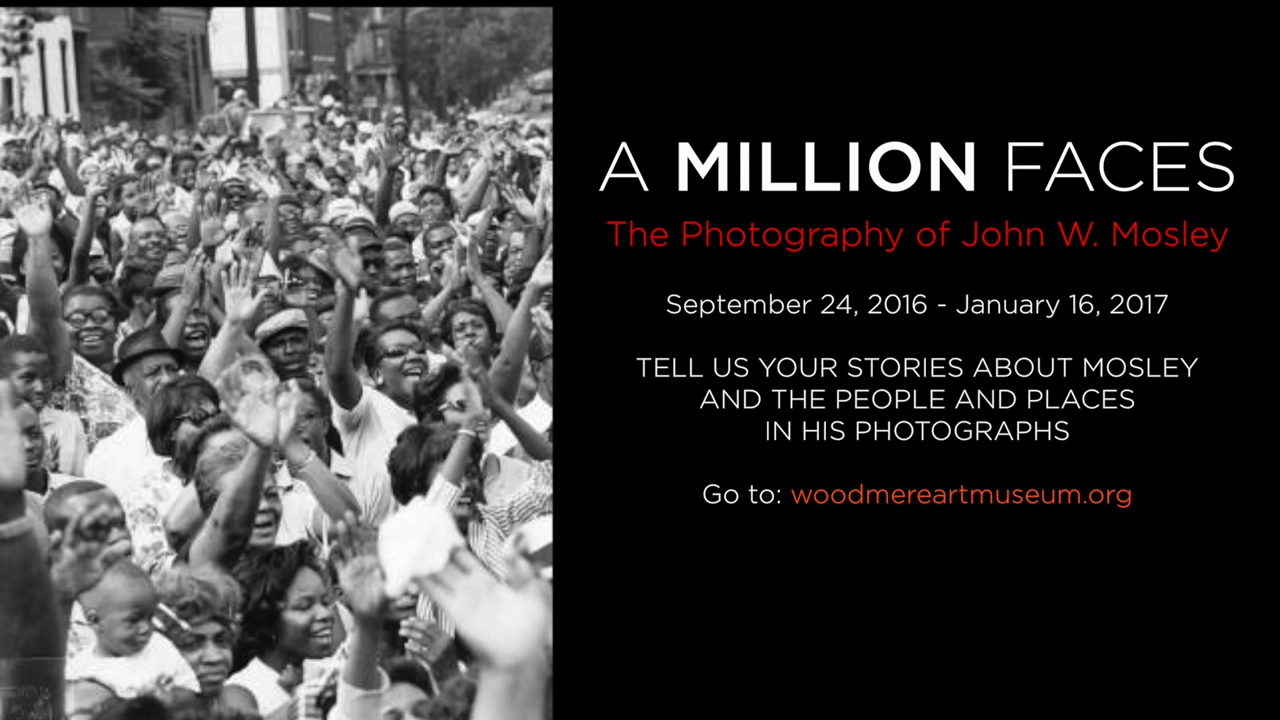 A MILLION FACES
The Photography of John W. Mosley
September 24, 2016 - January 16, 2017
TELL US YOUR STORIES ABOUT MOSLEY
AND THE PEOPLE AND PLACES
IN HIS PHOTOGRAPHS
Go to: woodmereartmuseum.org